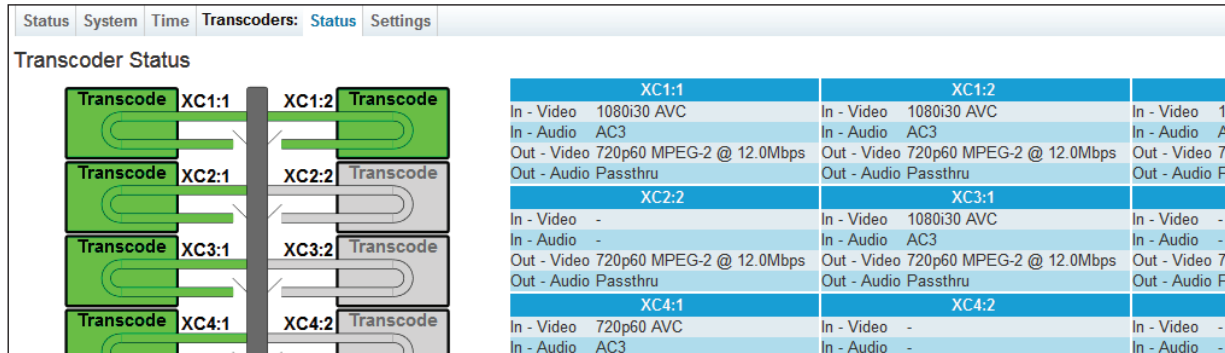 Status System Time Transcoders: Status Settings
Transcoder Status
Transcode XC1:1 XC1:2 Transcode
Transcode XC2:1 XC2:2 Transcode
Transcode XC3:1 XC3:2 Transcode
Transcode XC4:1 XC4:2 Transcode
XC1:1 XC1:2
In - Video 1080i30 AVC In - Video 1080i30 AVC In - Video 1
In - Audio AC3 In - Audio AC3 In - Audio A
Out - Video 720p60 MPEG-2 @ 12.0Mbps Out - Video 720p60 MPEG-2 @ 12.0Mbps Out - Video 7
Out - Audio Passthru Out - Audio Passthru Out - Audio
XC2:2 XC3:1
In - Video - In - Video 1080i30 AVC In - Video -
In - Audio - In - Audio AC3 In - Audio -
Out - Video 720p60 MPEG-2 @ 12.0Mbps Out - Video 720p60 MPEG-2 @ 12.0Mbps Out - Video 7
Out - Audio Passthru Out - Audio Passthru Out - Audio
XC4:1 XC4:2
In - Video 720p60 AVC In - Video - In - Video -
In - Audio AC3 In - Audio - In - Audio -